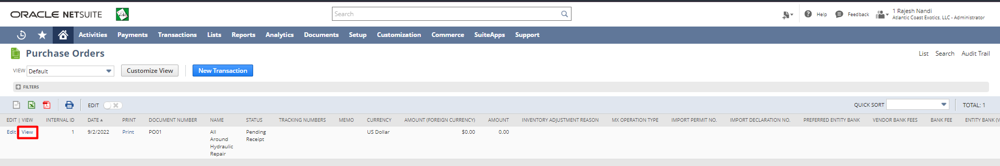 ORACLE NETSUITE
Search
Help
Feedback
1 Rajesh Nandi
Atlantic Coast Exotics, LLC - Administrator
Activities Payments Transactions Lists Reports Analytics Documents Setup Customization Commerce SuiteApps Support
Purchase Orders
List Search Audit Trail
VIEW Default Customize View New Transaction
FILTERS
EDIT QUICK SORT TOTAL: 1
EDIT | VIEW INTERNAL ID DATE PRINT DOCUMENT NUMBER NAME STATUS TRACKING NUMBERS MEMO CURRENCY AMOUNT (FOREIGN CURRENCY) AMOUNT INVENTORY ADJUSTMENT REASON MX OPERATION TYPE IMPORT PERMIT NO. IMPORT DECLARATION NO. PREFERRED ENTITY BANK VENDOR BANK FEES BANK FEE ENTITY BANK (V
Edit View 1 9/2/2022 Print PO01 All Pending US Dollar $0.00 0.00
Around Receipt
Hydraulic
Repair